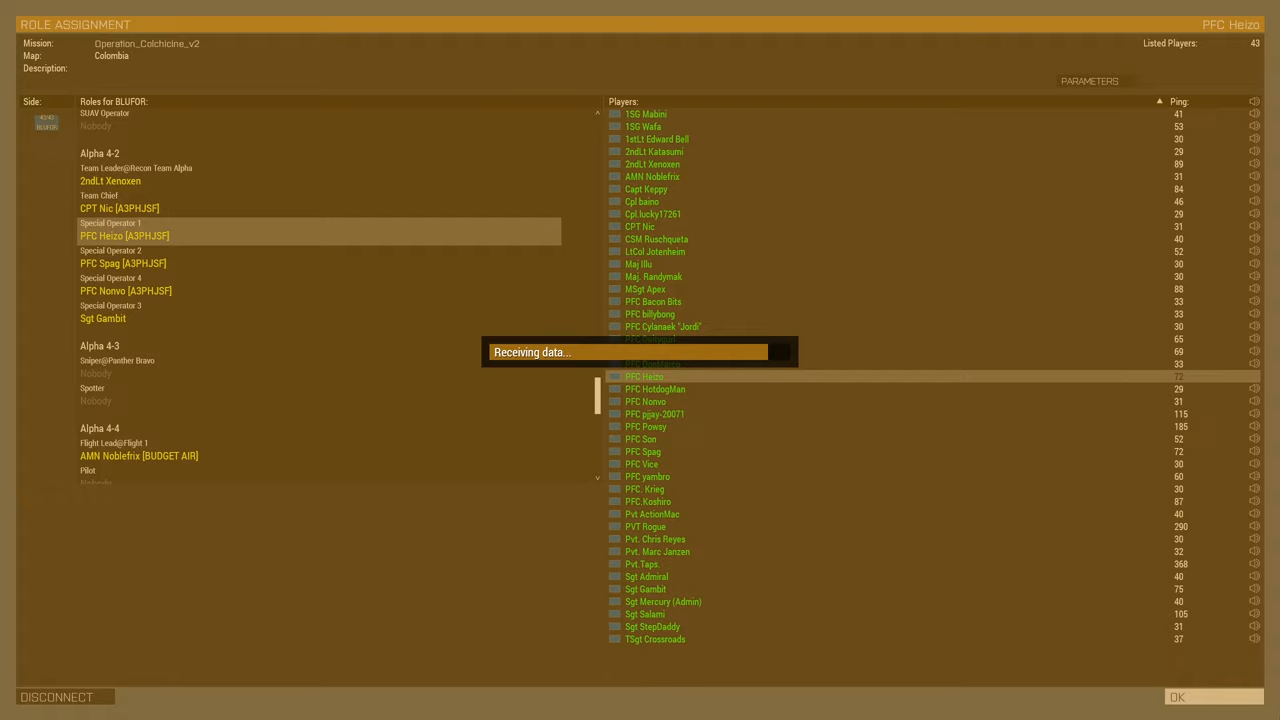 ROLE ASSIGNMENT
PFC Heizo
Mission: Operation_Colchicine_v2
Listed Players: 43
Map: Colombia
Description:
PARAMETERS
Side:
Roles for BLUFOR:
Players:
Ping:
43/43
BLUFOR
SUAV Operator
Nobody
Alpha 4-2
Team Leader@Recon Team Alpha
2ndLt Xenoxen
Team Chief
CPT Nic [A3PHJSF]
Special Operator 1
PFC Heizo [A3PHJSF]
Special Operator 2
PFC Spag [A3PHJSF]
Special Operator 4
PFC Nonvo [A3PHJSF]
Special Operator 3
Sgt Gambit
Alpha 4-3
Sniper@Panther Bravo
Nobody
Spotter
Nobody
Alpha 4-4
Flight Lead@Flight 1
AMN Noblefrix [BUDGET AIR]
Pilot
Nobody
1SG Mabini 41
1SG Wafa 53
1stLt Edward Bell 30
2ndLt Katasumi 29
2ndLt Xenoxen 89
AMN Noblefrix 31
Capt Keppy 84
Cpl baino 46
Cpl.lucky17261 29
CPT Nic 31
CSM Ruschqueta 40
LtCol Jotenheim 52
Maj Illu 30
Maj. Randymak 30
MSgt Apex 88
PFC Bacon Bits 33
PFC billybong 33
PFC Cylanaek "Jordi" 33
65
69
33
Receiving data...
PFC Heizo 72
PFC HotdogMan 29
PFC Nonvo 31
PFC pjjay-20071 115
PFC Powsy 185
PFC Son 52
PFC Spag 72
PFC Vice 30
PFC yambro 60
PFC. Krieg 30
PFC.Koshiro 87
Pvt ActionMac 40
PVT Rogue 290
Pvt. Chris Reyes 30
Pvt. Marc Janzen 32
Pvt.Taps. 368
Sgt Admiral 40
Sgt Gambit 75
Sgt Mercury (Admin) 40
Sgt Salami 105
Sgt StepDaddy 31
TSgt Crossroads 37
DISCONNECT
OK